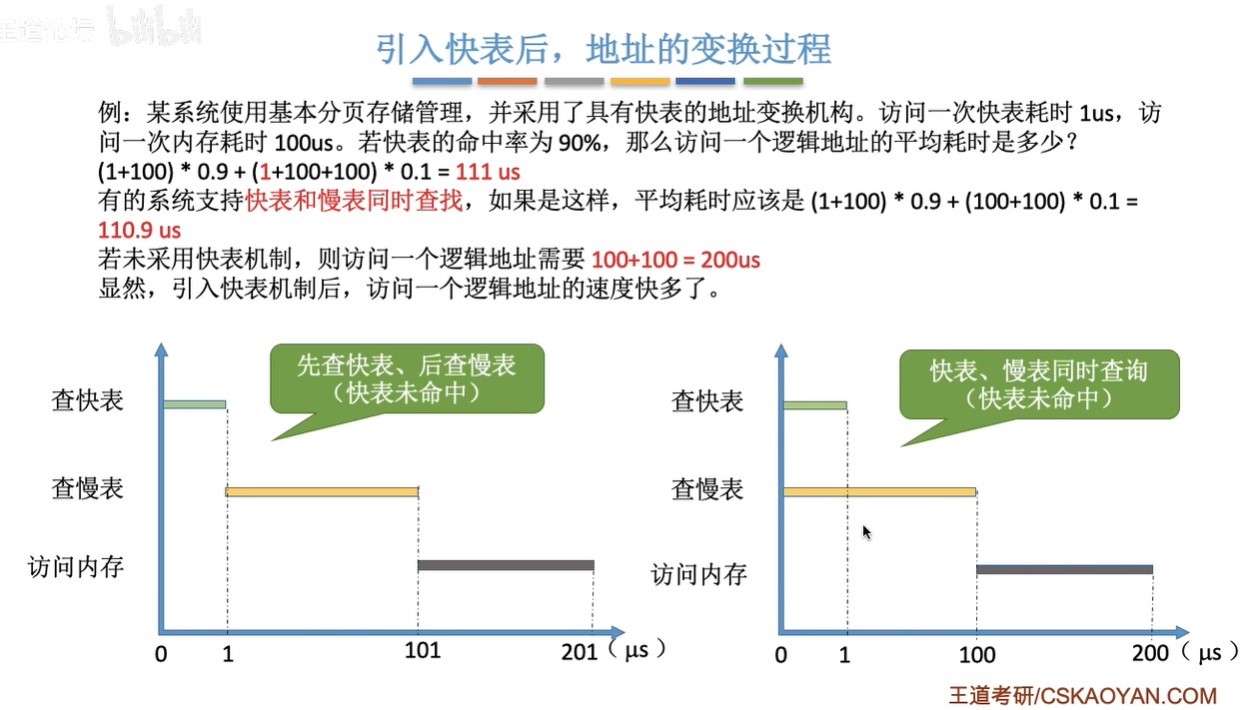 王道论坛 bilibili
引入快表后，地址的变换过程
例：某系统使用基本分页存储管理，并采用了具有快表的地址变换机构。访问一次快表耗时 1us，访
问一次内存耗时 100us。若快表的命中率为 90%，那么访问一个逻辑地址的平均耗时是多少？
(1+100) * 0.9 + (1+100+100) * 0.1 = 111 us
有的系统支持快表和慢表同时查找，如果是这样，平均耗时应该是 (1+100) * 0.9 + (100+100) * 0.1 =
110.9 us
若未采用快表机制，则访问一个逻辑地址需要 100+100 = 200us
显然，引入快表机制后，访问一个逻辑地址的速度快多了。
先查快表、后查慢表
（快表未命中）
查快表
查慢表
访问内存
0 1 101 201（μs）
快表、慢表同时查询
（快表未命中）
查快表
查慢表
访问内存
0 1 100 200（μs）
王道考研/CSKAOYAN.COM